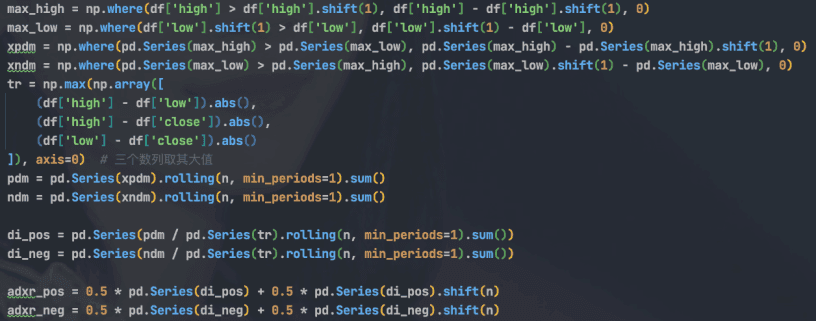 max_high = np.where(df['high'] > df['high'].shift(1), df['high'] - df['high'].shift(1), 0)
max_low = np.where(df['low'].shift(1) > df['low'], df['low'].shift(1) - df['low'], 0)
xpdm = np.where(pd.Series(max_high) > pd.Series(max_low), pd.Series(max_high) - pd.Series(max_high).shift(1), 0)
xndm = np.where(pd.Series(max_low) > pd.Series(max_high), pd.Series(max_low).shift(1) - pd.Series(max_low), 0)
tr = np.max(np.array([
    (df['high'] - df['low']).abs(),
    (df['high'] - df['close']).abs(),
    (df['low'] - df['close']).abs()
]), axis=0)  # 三个数列取其大值
pdm = pd.Series(xpdm).rolling(n, min_periods=1).sum()
ndm = pd.Series(xndm).rolling(n, min_periods=1).sum()
di_pos = pd.Series(pdm / pd.Series(tr).rolling(n, min_periods=1).sum())
di_neg = pd.Series(ndm / pd.Series(tr).rolling(n, min_periods=1).sum())
adxr_pos = 0.5 * pd.Series(di_pos) + 0.5 * pd.Series(di_pos).shift(n)
adxr_neg = 0.5 * pd.Series(di_neg) + 0.5 * pd.Series(di_neg).shift(n)